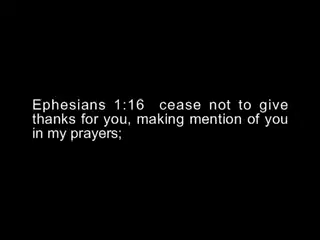 Ephesians 1:16  cease not to give
thanks for you, making mention of you
in my prayers;